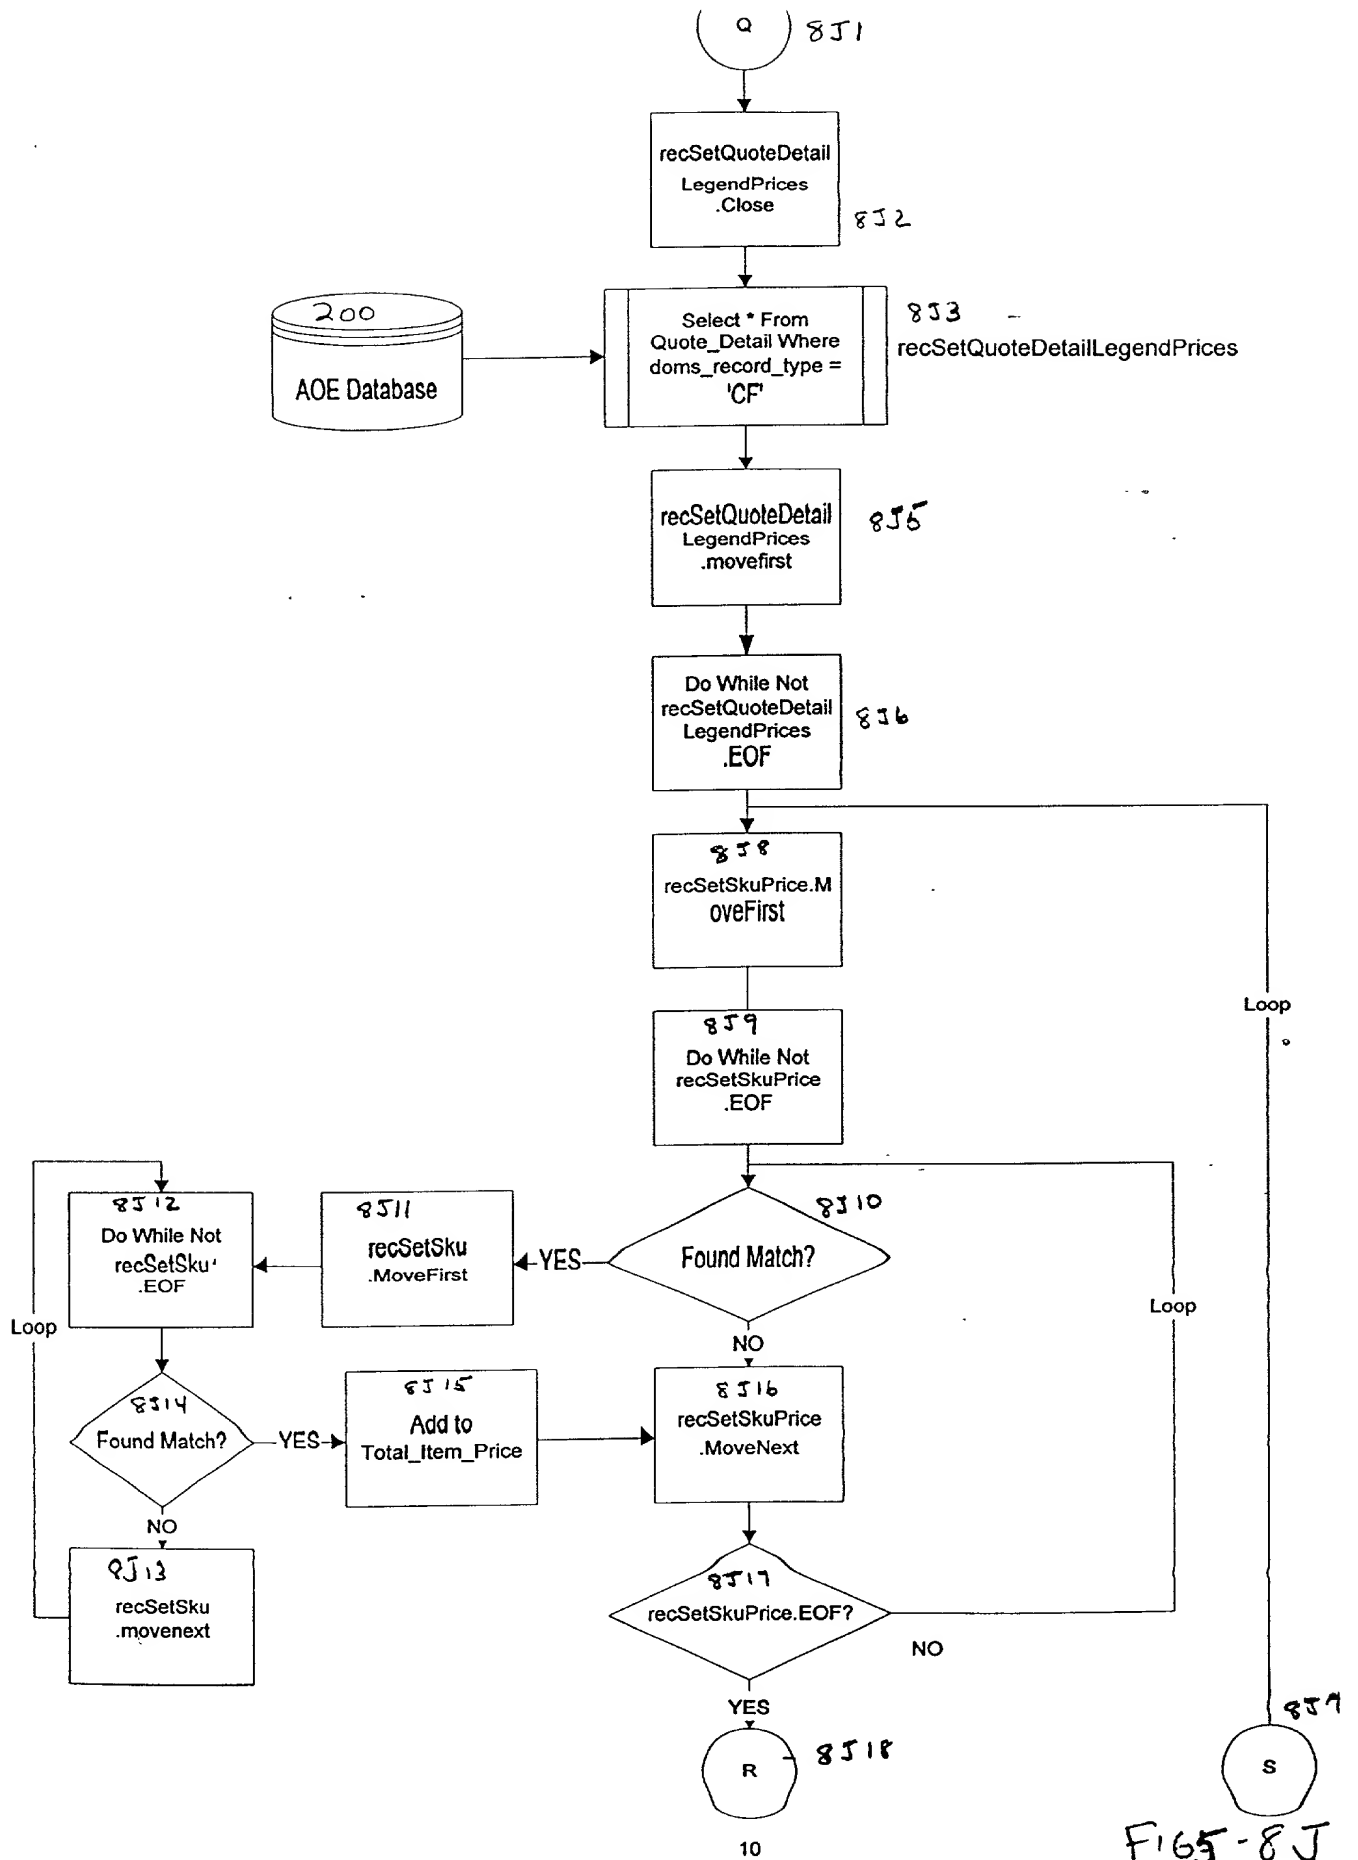 Q
8J1
recSetQuoteDetail
LegendPrices
.Close
8J2
200
AOE Database
Select * From
Quote_Detail Where
doms_record_type =
'CF'
8J3
recSetQuoteDetailLegendPrices
recSetQuoteDetail
LegendPrices
.movefirst
8J5
Do While Not
recSetQuoteDetail
LegendPrices
.EOF
8J6
8J8
recSetSkuPrice.M
oveFirst
Loop
8J9
Do While Not
recSetSkuPrice
.EOF
8J12
Do While Not
recSetSku
.EOF
8J11
recSetSku
.MoveFirst
YES
8J10
Found Match?
Loop
Loop
NO
8J14
Found Match?
YES
8J15
Add to
Total_Item_Price
8J16
recSetSkuPrice
.MoveNext
NO
8J13
recSetSku
.movenext
8J17
recSetSkuPrice.EOF?
NO
YES
R
8J18
S
10